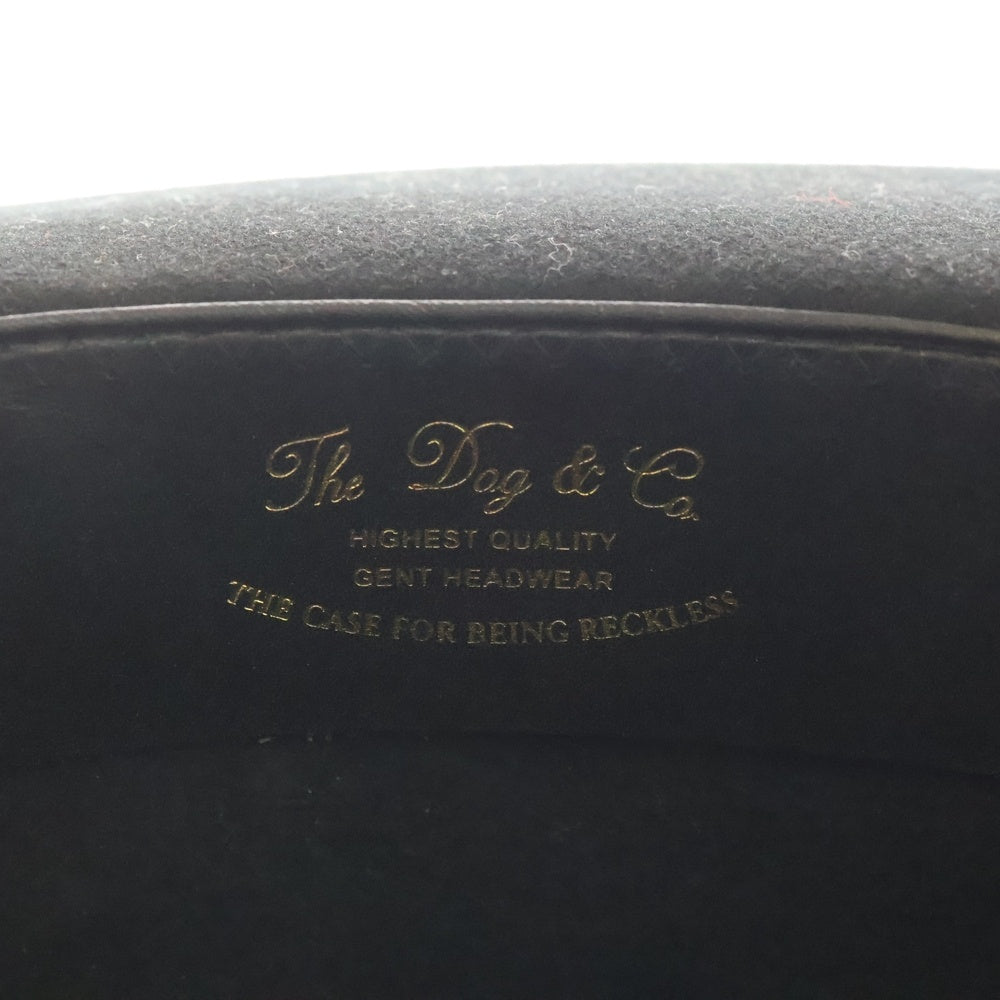 The Dog & Co.
HIGHEST QUALITY
GENT HEADWEAR
THE CASE FOR BEING RECKLESS